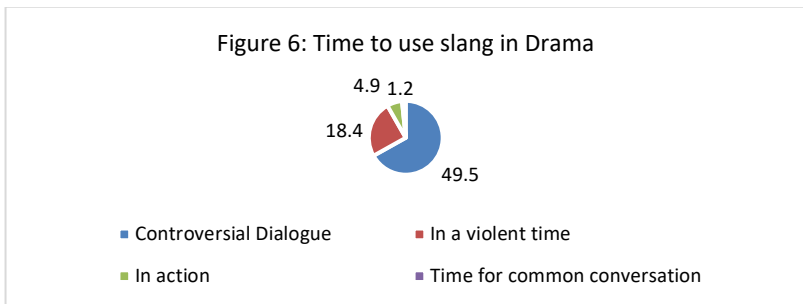 Figure 6: Time to use slang in Drama
4.9 1.2
18.4
49.5
Controversial Dialogue In a violent time
In action Time for common conversation